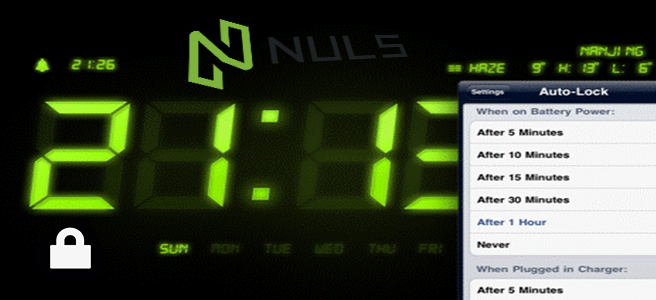 NULS
21:26
NANJING
HAZE 9° H: 13° L: 6°
21:13
SUN MON TUE WED THU FRI
Settings Auto-Lock
When on Battery Power:
After 5 Minutes
After 10 Minutes
After 15 Minutes
After 30 Minutes
After 1 Hour
Never
When Plugged in Charger:
After 5 Minutes